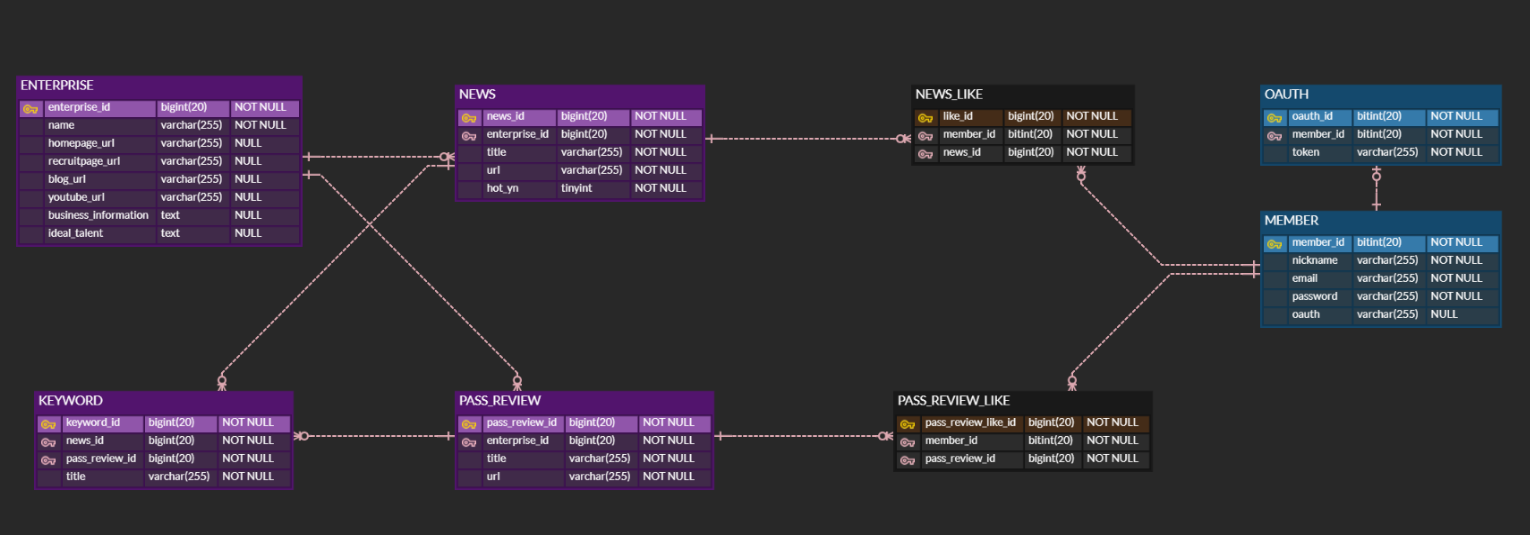 ENTERPRISE
enterprise_id bigint(20) NOT NULL
name varchar(255) NOT NULL
homepage_url varchar(255) NULL
recruitpage_url varchar(255) NULL
blog_url varchar(255) NULL
youtube_url varchar(255) NULL
business_information text NULL
ideal_talent text NULL
NEWS
news_id bigint(20) NOT NULL
enterprise_id bigint(20) NOT NULL
title varchar(255) NOT NULL
url varchar(255) NOT NULL
hot_yn tinyint NOT NULL
NEWS_LIKE
like_id bigint(20) NOT NULL
member_id bitint(20) NOT NULL
news_id bigint(20) NOT NULL
OAUTH
oauth_id bitint(20) NOT NULL
member_id bitint(20) NOT NULL
token varchar(255) NOT NULL
MEMBER
member_id bitint(20) NOT NULL
nickname varchar(255) NOT NULL
email varchar(255) NOT NULL
password varchar(255) NOT NULL
oauth varchar(255) NULL
KEYWORD
keyword_id bigint(20) NOT NULL
news_id bigint(20) NOT NULL
pass_review_id bigint(20) NOT NULL
title varchar(255) NOT NULL
PASS_REVIEW
pass_review_id bigint(20) NOT NULL
enterprise_id bigint(20) NOT NULL
title varchar(255) NOT NULL
url varchar(255) NOT NULL
PASS_REVIEW_LIKE
pass_review_like_id bigint(20) NOT NULL
member_id bitint(20) NOT NULL
pass_review_id bigint(20) NOT NULL